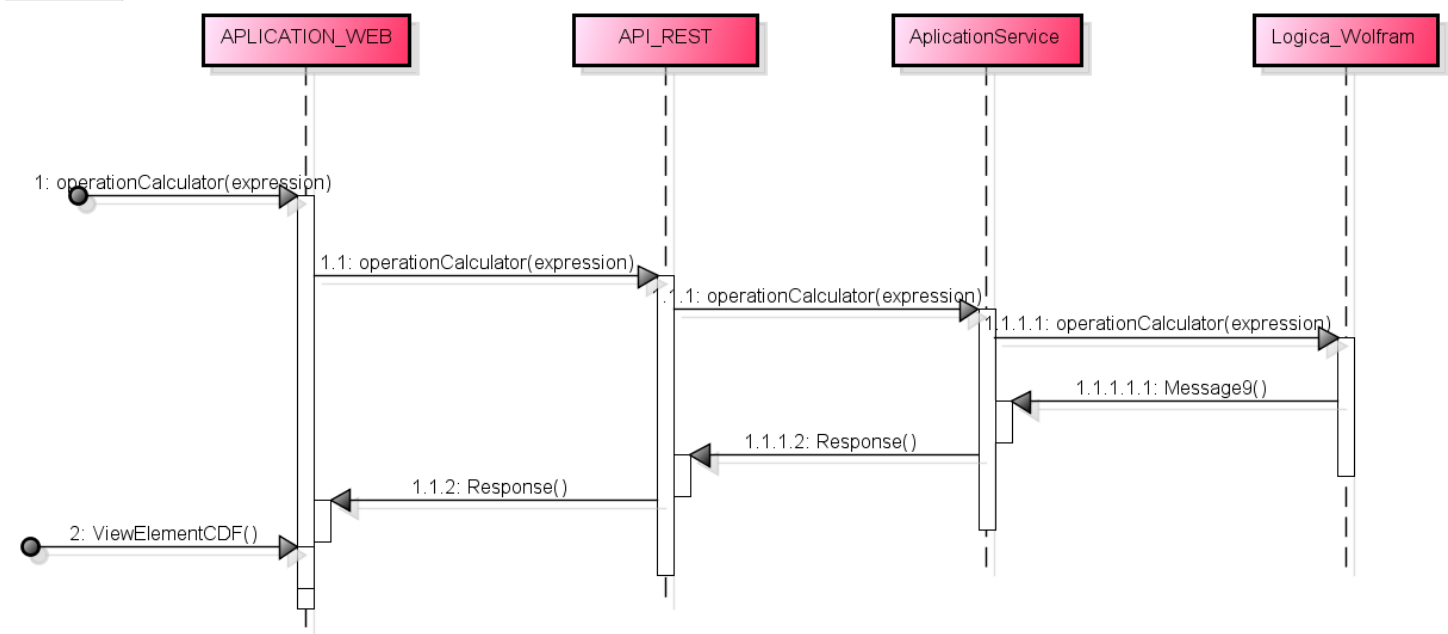 APLICATION_WEB
API_REST
AplicationService
Logica_Wolfram
1: operationCalculator(expression)
1.1: operationCalculator(expression)
1.1.1: operationCalculator(expression)
1.1.1.1: operationCalculator(expression)
1.1.1.1.1: Message9()
1.1.1.2: Response()
1.1.2: Response()
2: ViewElementCDF()